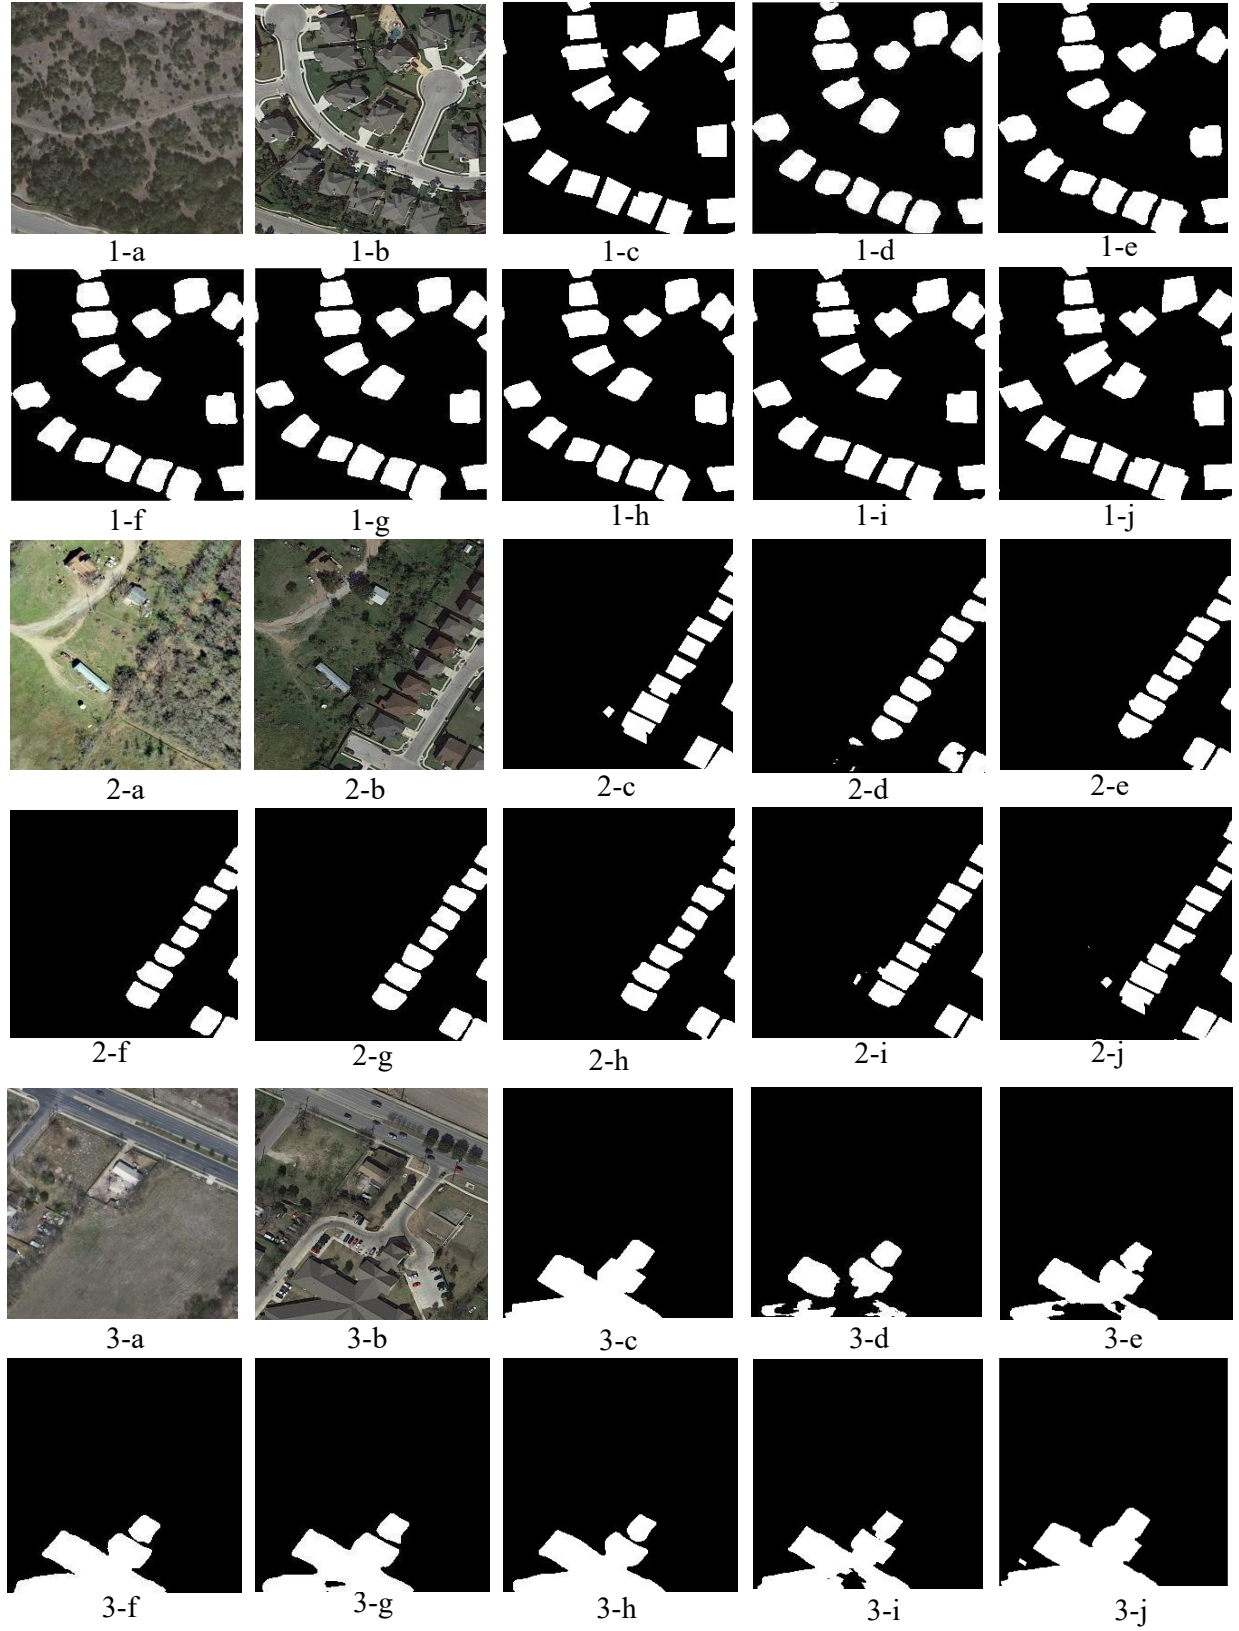 1-a 1-b 1-c 1-d 1-e
1-f 1-g 1-h 1-i 1-j
2-a 2-b 2-c 2-d 2-e
2-f 2-g 2-h 2-i 2-j
3-a 3-b 3-c 3-d 3-e
3-f 3-g 3-h 3-i 3-j